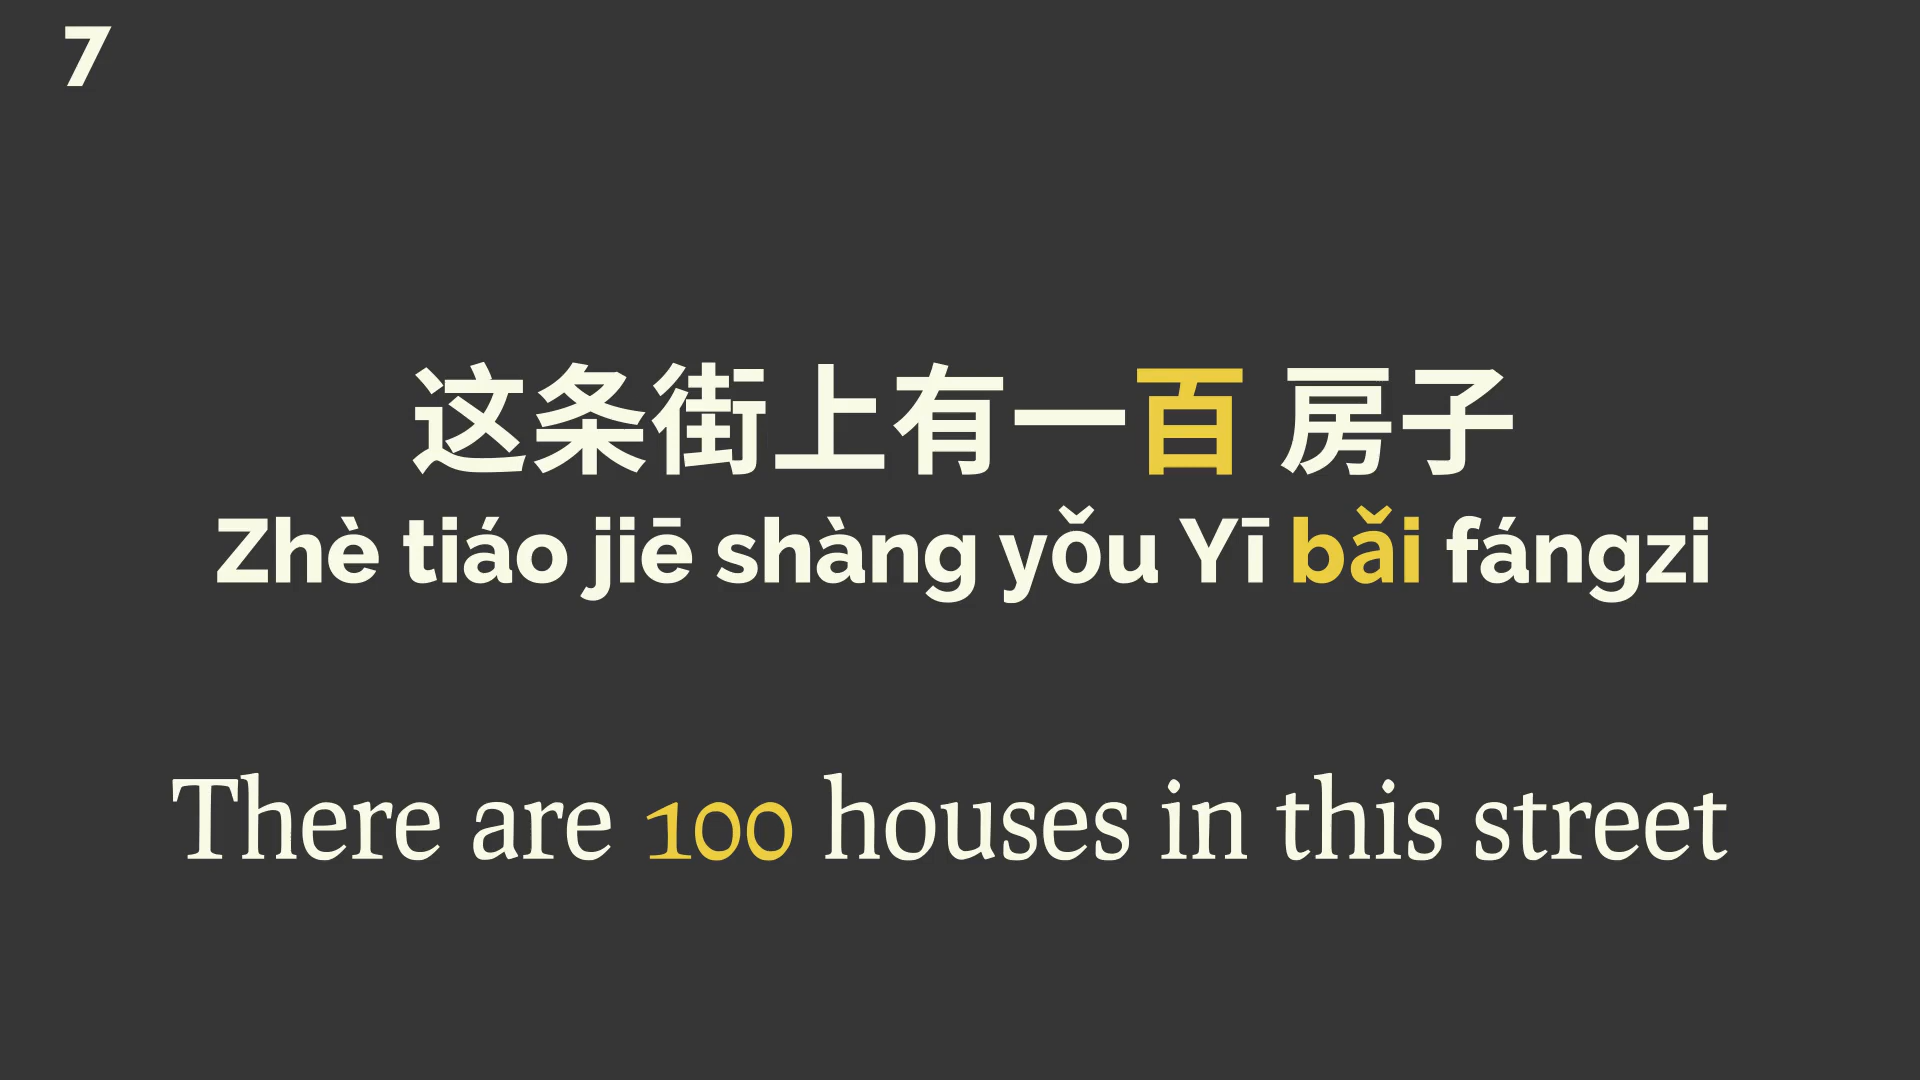 7
这条街上有一百 房子
Zhè tiáo jiē shàng yǒu Yī bǎi fángzi
There are 100 houses in this street